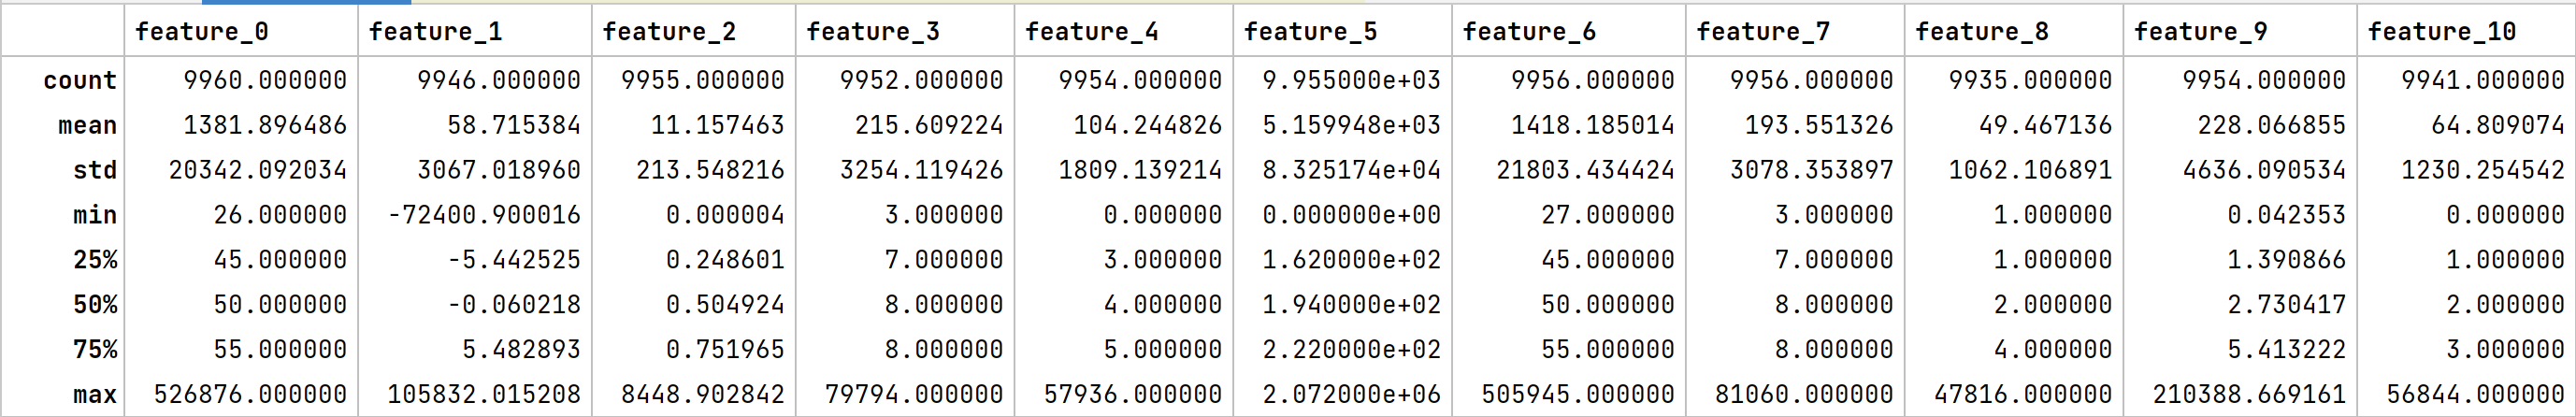 feature_0 feature_1 feature_2 feature_3 feature_4 feature_5 feature_6 feature_7 feature_8 feature_9 feature_10
count 9960.000000 9946.000000 9955.000000 9952.000000 9954.000000 9.955000e+03 9956.000000 9956.000000 9935.000000 9954.000000 9941.000000
mean 1381.896486 58.715384 11.157463 215.609224 104.244826 5.159948e+03 1418.185014 193.551326 49.467136 228.066855 64.809074
std 20342.092034 3067.018960 213.548216 3254.119426 1809.139214 8.325174e+04 21803.434424 3078.353897 1062.106891 4636.090534 1230.254542
min 26.000000 -72400.900016 0.000004 3.000000 0.000000 0.000000e+00 27.000000 3.000000 1.000000 0.042353 0.000000
25% 45.000000 -5.442525 0.248601 7.000000 3.000000 1.620000e+02 45.000000 7.000000 1.000000 1.390866 1.000000
50% 50.000000 -0.060218 0.504924 8.000000 4.000000 1.940000e+02 50.000000 8.000000 2.000000 2.730417 2.000000
75% 55.000000 5.482893 0.751965 8.000000 5.000000 2.220000e+02 55.000000 8.000000 4.000000 5.413222 3.000000
max 526876.000000 105832.015208 8448.902842 79794.000000 57936.000000 2.072000e+06 505945.000000 81060.000000 47816.000000 210388.669161 56844.000000